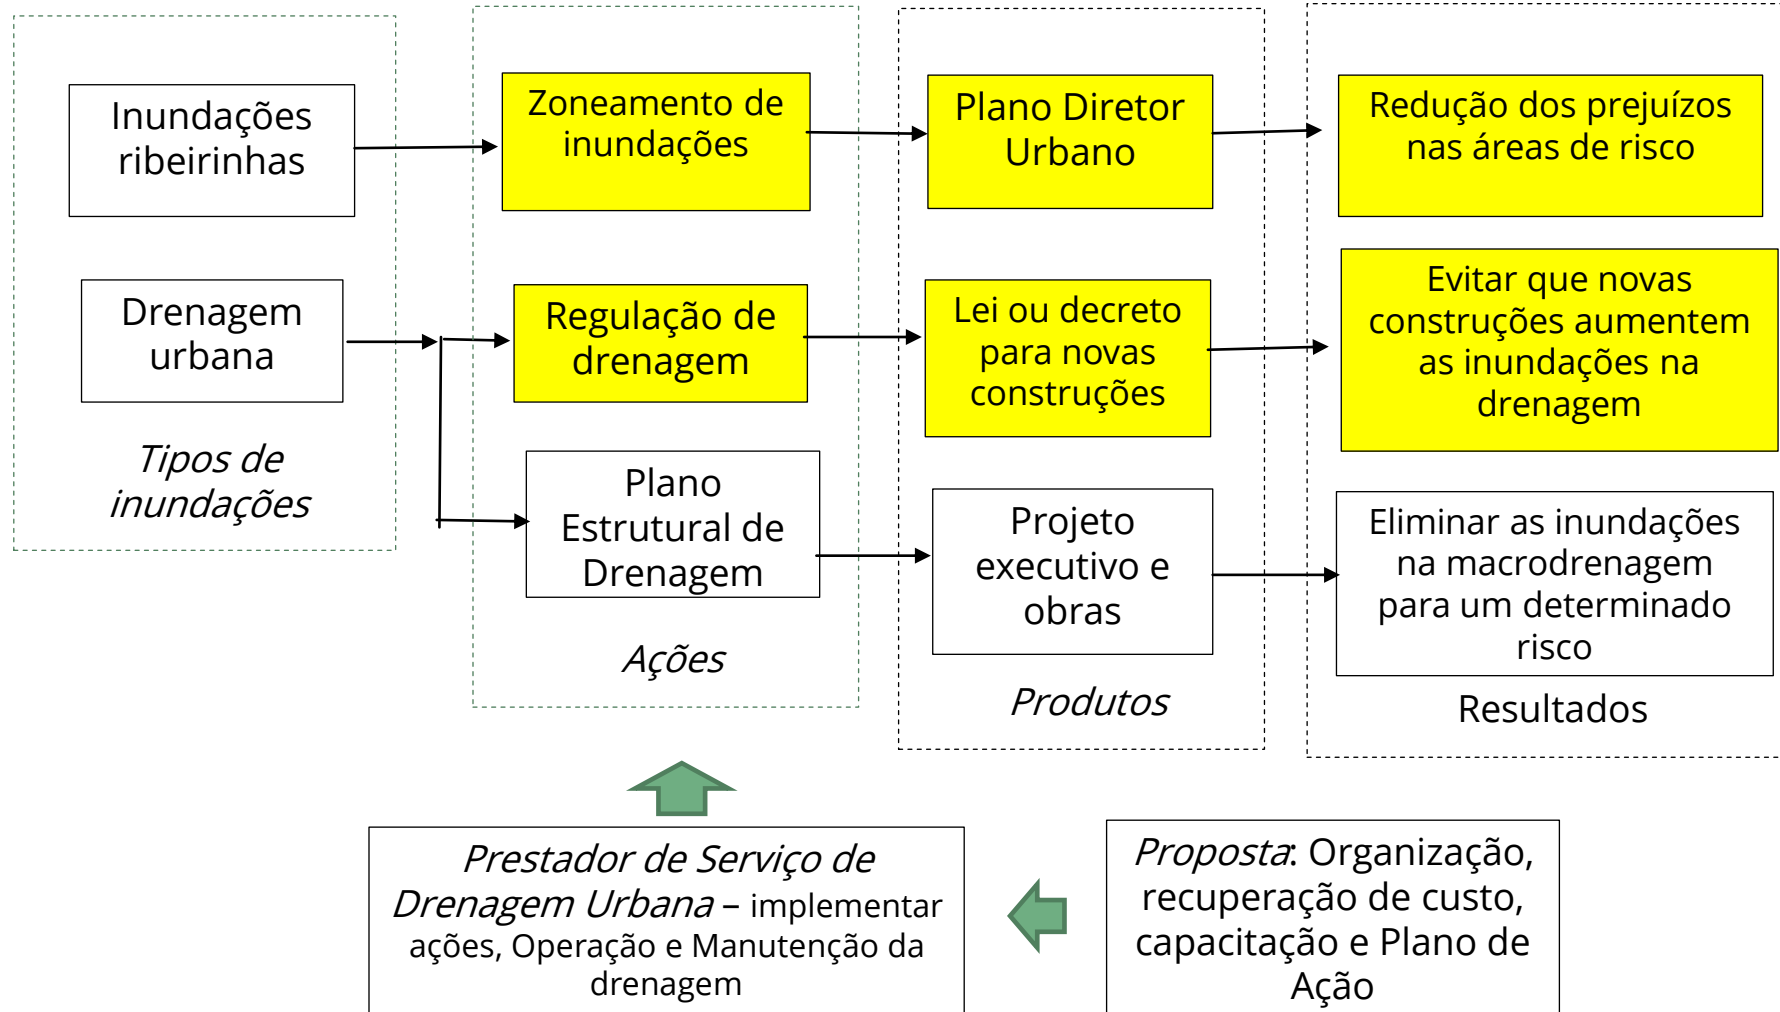 Inundações
ribeirinhas
Drenagem
urbana
Tipos de
inundações
Zoneamento de
inundações
Regulação de
drenagem
Plano
Estrutural de
Drenagem
Ações
Plano Diretor
Urbano
Lei ou decreto
para novas
construções
Projeto
executivo e
obras
Produtos
Redução dos prejuízos
nas áreas de risco
Evitar que novas
construções aumentem
as inundações na
drenagem
Eliminar as inundações
na macrodrenagem
para um determinado
risco
Resultados
Prestador de Serviço de
Drenagem Urbana – implementar
ações, Operação e Manutenção da
drenagem
Proposta: Organização,
recuperação de custo,
capacitação e Plano de
Ação